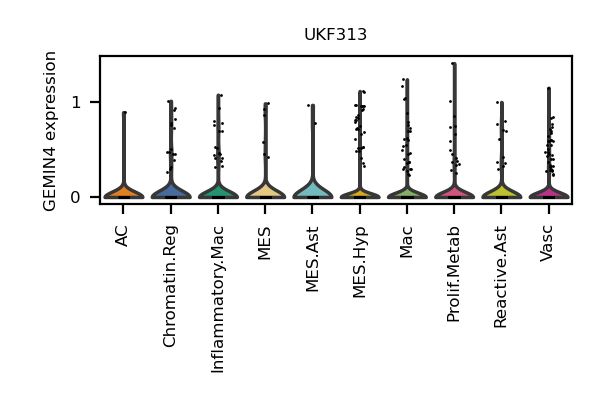 UKF313
GEMIN4 expression
1
0
AC
Chromatin.Reg
Inflammatory.Mac
MES
MES.Ast
MES.Hyp
Mac
Prolif.Metab
Reactive.Ast
Vasc